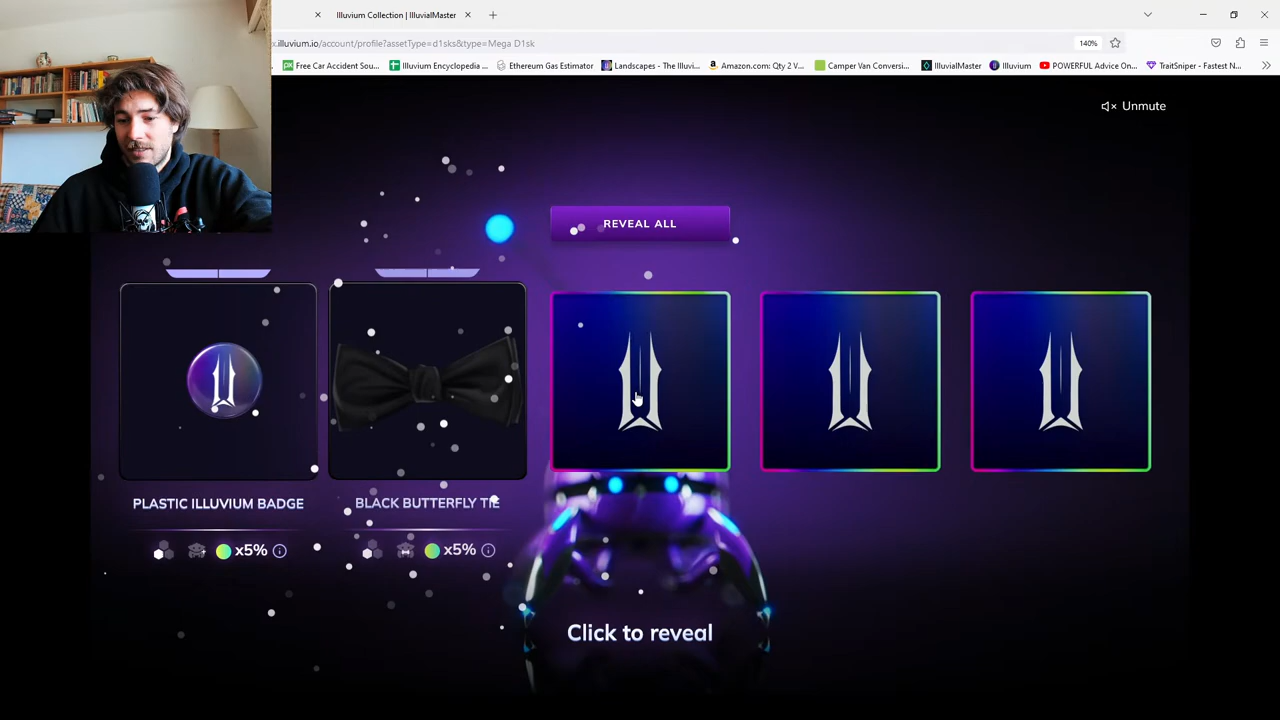 Illuvium Collection | IlluvialMaster
.illuvium.io/account/profile?assetType=d1sks&type=Mega D1sk
140%
Free Car Accident Sou...
Illuvium Encyclopedia ...
Ethereum Gas Estimator
Landscapes - The Illuvi...
Amazon.com: Qty 2 V...
Camper Van Conversi...
IlluvialMaster
Illuvium
POWERFUL Advice On...
TraitSniper - Fastest N...
Unmute
REVEAL ALL
PLASTIC ILLUVIUM BADGE
BLACK BUTTERFLY TIE
x5%
x5%
Click to reveal